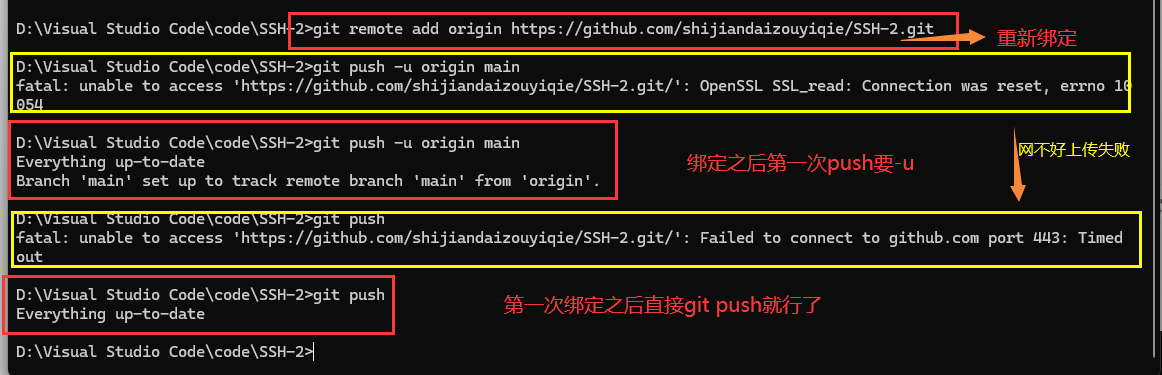 D:\Visual Studio Code\code\SSH-2>git remote add origin https://github.com/shijiandaizouyiqie/SSH-2.git
重新绑定
D:\Visual Studio Code\code\SSH-2>git push -u origin main
fatal: unable to access 'https://github.com/shijiandaizouyiqie/SSH-2.git/': OpenSSL SSL_read: Connection was reset, errno 10
054
D:\Visual Studio Code\code\SSH-2>git push -u origin main
网不好上传失败
Everything up-to-date
绑定之后第一次push要-u
Branch 'main' set up to track remote branch 'main' from 'origin'.
D:\Visual Studio Code\code\SSH-2>git push
fatal: unable to access 'https://github.com/shijiandaizouyiqie/SSH-2.git/': Failed to connect to github.com port 443: Timed
out
D:\Visual Studio Code\code\SSH-2>git push
第一次绑定之后直接git push就行了
Everything up-to-date
D:\Visual Studio Code\code\SSH-2>